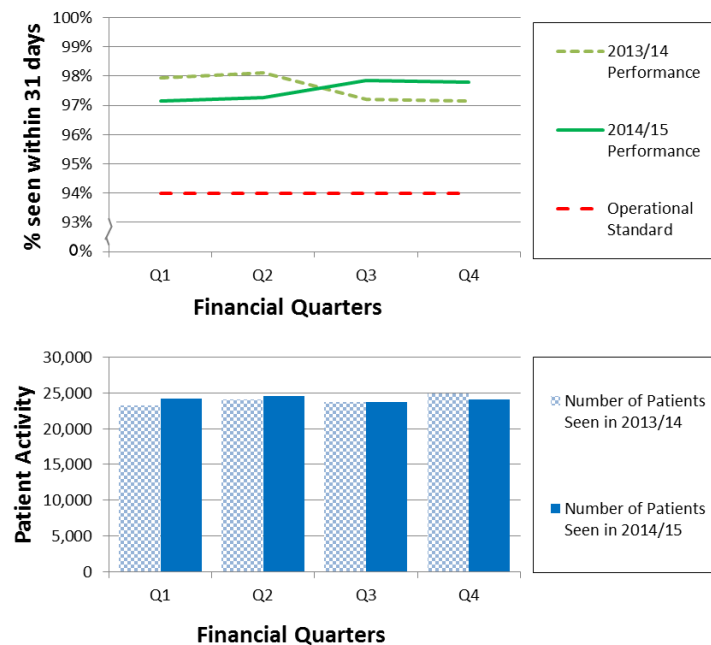 100%
99%
98%
97%
96%
95%
94%
93%
0%
% seen within 31 days
Q1 Q2 Q3 Q4
Financial Quarters
2013/14
Performance
2014/15
Performance
Operational
Standard
30,000
25,000
20,000
15,000
10,000
5,000
0
Patient Activity
Q1 Q2 Q3 Q4
Financial Quarters
Number of Patients
Seen in 2013/14
Number of Patients
Seen in 2014/15